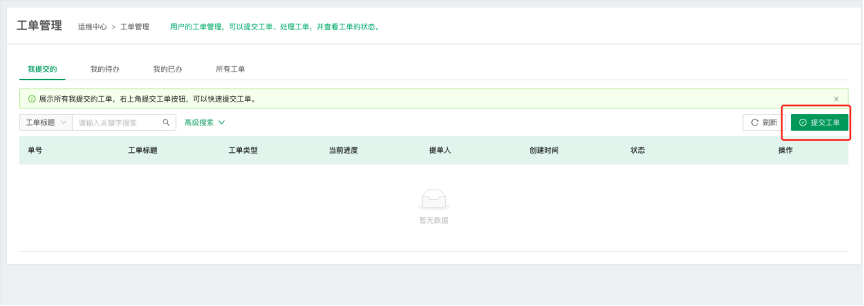 工单管理 运维中心 > 工单管理 用户的工单管理，可以提交工单、处理工单，并查看工单的状态。
我提交的 我的待办 我的已办 所有工单
展示所有我提交的工单，右上角提交工单按钮，可以快速提交工单。
工单标题 请输入关键字搜索 高级搜索 刷新 提交工单
单号 工单标题 工单类型 当前进度 提单人 创建时间 状态 操作
暂无数据